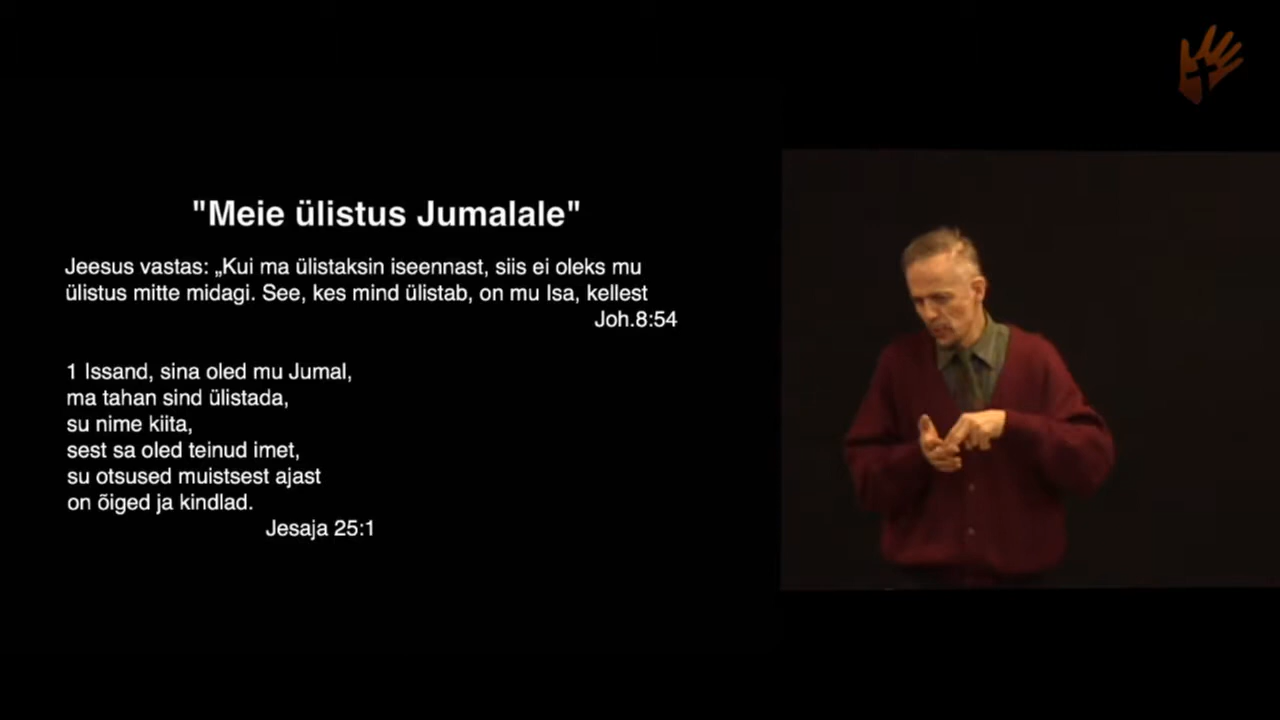 "Meie ülistus Jumalale"
Jeesus vastas: „Kui ma ülistaksin iseennast, siis ei oleks mu
ülistus mitte midagi. See, kes mind ülistab, on mu Isa, kellest
Joh.8:54
1 Issand, sina oled mu Jumal,
ma tahan sind ülistada,
su nime kiita,
sest sa oled teinud imet,
su otsused muistsest ajast
on õiged ja kindlad.
Jesaja 25:1